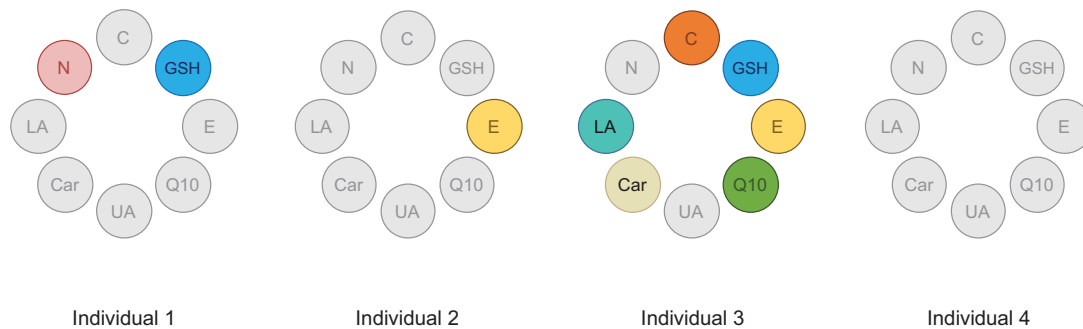 C
N
GSH
LA
E
Car
Q10
UA
Individual 1
C
N
GSH
LA
E
Car
Q10
UA
Individual 2
C
N
GSH
LA
E
Car
Q10
UA
Individual 3
C
N
GSH
LA
E
Car
Q10
UA
Individual 4